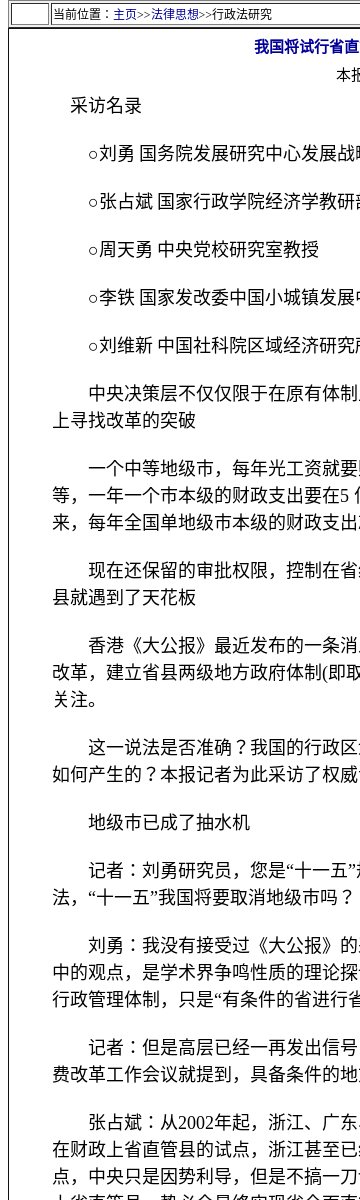 当前位置：主页>>法律思想>>行政法研究
我国将试行省直
本报
采访名录
○刘勇 国务院发展研究中心发展战
○张占斌 国家行政学院经济学教研
○周天勇 中央党校研究室教授
○李铁 国家发改委中国小城镇发展
○刘维新 中国社科院区域经济研究
中央决策层不仅仅限于在原有体制
上寻找改革的突破
一个中等地级市，每年光工资就要
等，一年一个市本级的财政支出要在5
来，每年全国单地级市本级的财政支出
现在还保留的审批权限，控制在省
县就遇到了天花板
香港《大公报》最近发布的一条消
改革，建立省县两级地方政府体制(即取
关注。
这一说法是否准确？我国的行政区
如何产生的？本报记者为此采访了权威
地级市已成了抽水机
记者：刘勇研究员，您是“十一五”
法，“十一五”我国将要取消地级市吗？
刘勇：我没有接受过《大公报》的
中的观点，是学术界争鸣性质的理论探
行政管理体制，只是“有条件的省进行省
记者：但是高层已经一再发出信号
费改革工作会议就提到，具备条件的地
张占斌：从2002年起，浙江、广东
在财政上省直管县的试点，浙江甚至已
点，中央只是因势利导，但是不搞一刀